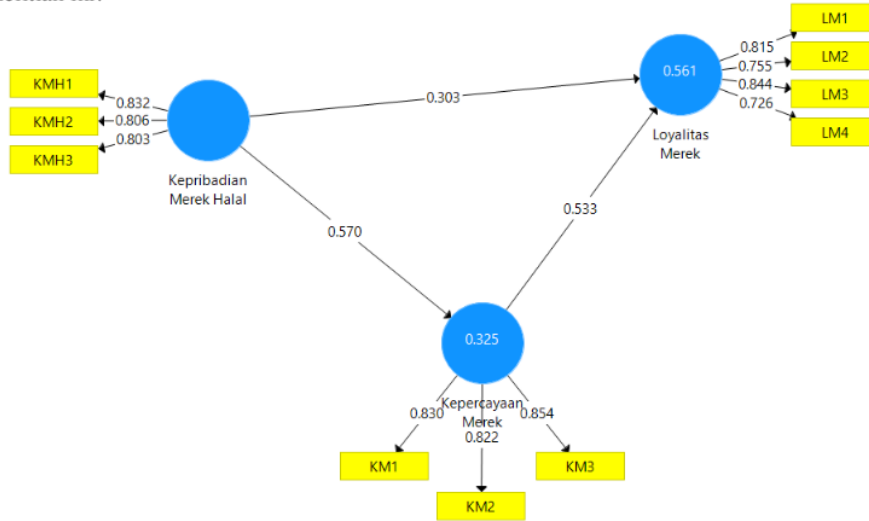 LM1
0.815
LM2
0.755
0.561
KMH1
0.844
LM3
0.832
0.726
KMH2
0.806
0.303
LM4
0.803
KMH3
Loyalitas
Merek
Kepribadian
Merek Halal
0.533
0.570
0.325
Kepercayaan
Merek
0.830
0.854
0.822
KM1
KM3
KM2